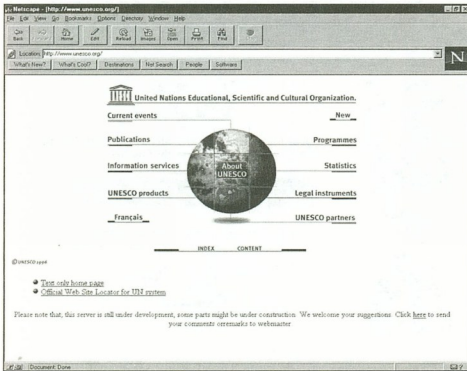 Netscape - [http://www.unesco.org/]
File Edit View Go Bookmarks Options Directory Window Help
Back Home Edit Reload Images Open Print Find
Location: http://www.unesco.org/
What's New? What's Cool? Destinations Net Search People Software
N
United Nations Educational, Scientific and Cultural Organization.
Current events
New
Publications
Programmes
Information services
About
UNESCO
Statistics
UNESCO products
Legal instruments
Français
UNESCO partners
INDEX CONTENT
©UNESCO 1996
Text only home page
Official Web Site Locator for UN system
Please note that, this server is still under development, some parts might be under construction. We welcome your suggestions. Click here to send
your comments orremarks to webmaster
Document: Done